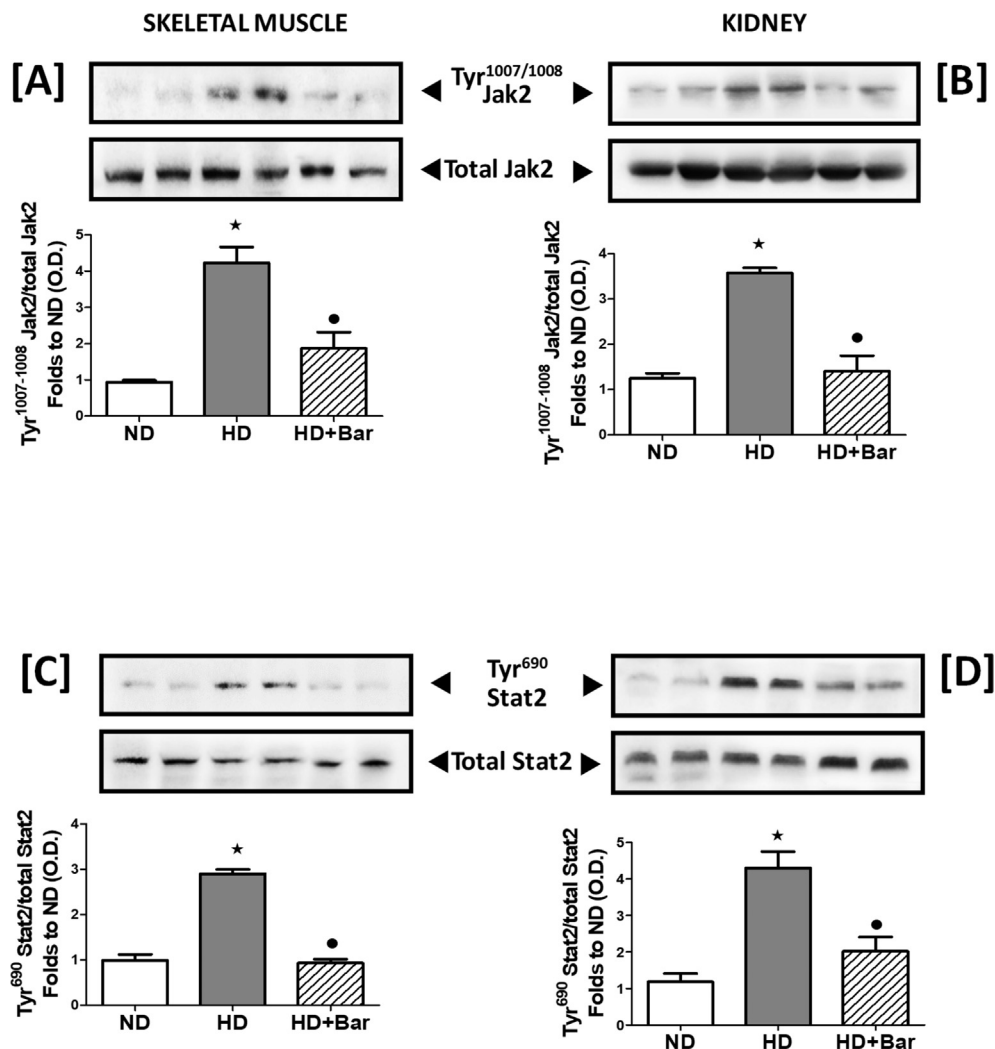 SKELETAL MUSCLE
KIDNEY
[A]
Tyr1007/1008
Jak2
[B]
Total Jak2
Tyr1007-1008 Jak2/total Jak2
Folds to ND (O.D.)
5
4
3
2
1
0
★
●
ND HD HD+Bar
Tyr1007-1008 Jak2/total Jak2
Folds to ND (O.D.)
4
3
2
1
0
★
●
ND HD HD+Bar
[C]
Tyr690
Stat2
[D]
Total Stat2
Tyr690 Stat2/total Stat2
Folds to ND (O.D.)
4
3
2
1
0
★
●
ND HD HD+Bar
Tyr690 Stat2/total Stat2
Folds to ND (O.D.)
5
4
3
2
1
0
★
●
ND HD HD+Bar